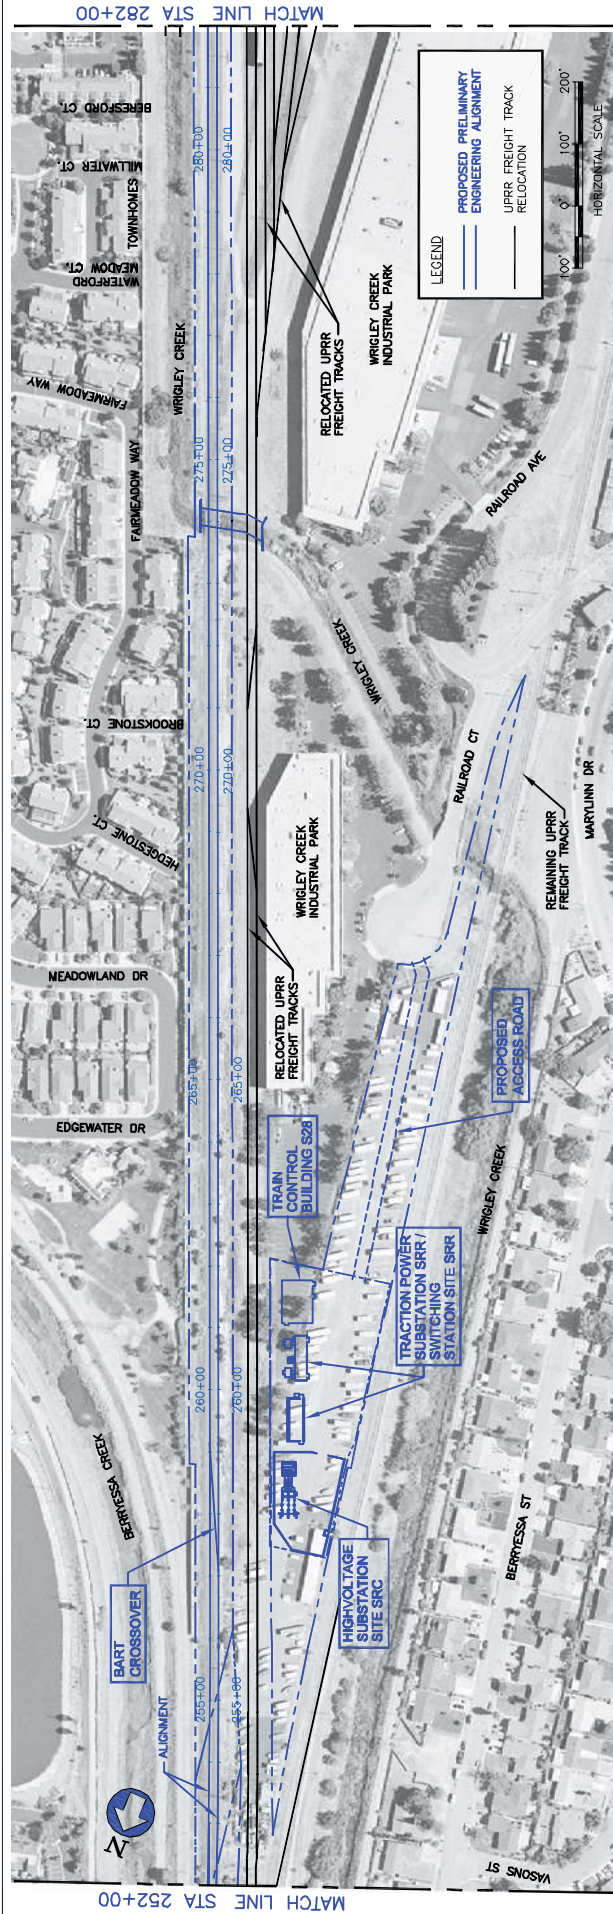 MATCH LINE STA 282+00
BERESFORD CT.
MILLWATER CT.
TOWNHOMES
WATERFORD
MEADOW CT.
FAIRMEADOW WAY
FAIRMEADOW WAY
WRIGLEY CREEK
280+00
280+00
275+00
275+00
LEGEND
PROPOSED PRELIMINARY
ENGINEERING ALIGNMENT
UPRR FREIGHT TRACK
RELOCATION
100'
0'
100'
200'
HORIZONTAL SCALE
RELOCATED UPRR
FREIGHT TRACKS
WRIGLEY CREEK
INDUSTRIAL PARK
RAILROAD AVE
WRIGLEY CREEK
BROOKSTONE CT.
HEDGESTONE CT.
270+00
270+00
RAILROAD CT
REMAINING UPRR
FREIGHT TRACK
MARYLINN DR
WRIGLEY CREEK
INDUSTRIAL PARK
MEADOWLAND DR
RELOCATED UPRR
FREIGHT TRACKS
265+00
265+00
EDGEWATER DR
TRAIN
CONTROL
BUILDING S28
PROPOSED
ACCESS ROAD
WRIGLEY CREEK
TRACTION POWER
SUBSTATION SRR /
SWITCHING
STATION SITE SRR
260+00
260+00
BERRYESSA CREEK
BART
CROSSOVER
HIGHVOLTAGE
SUBSTATION
SITE SRC
BERRYESSA ST
255+00
255+00
ALIGNMENT
N
VASONS ST
MATCH LINE STA 252+00